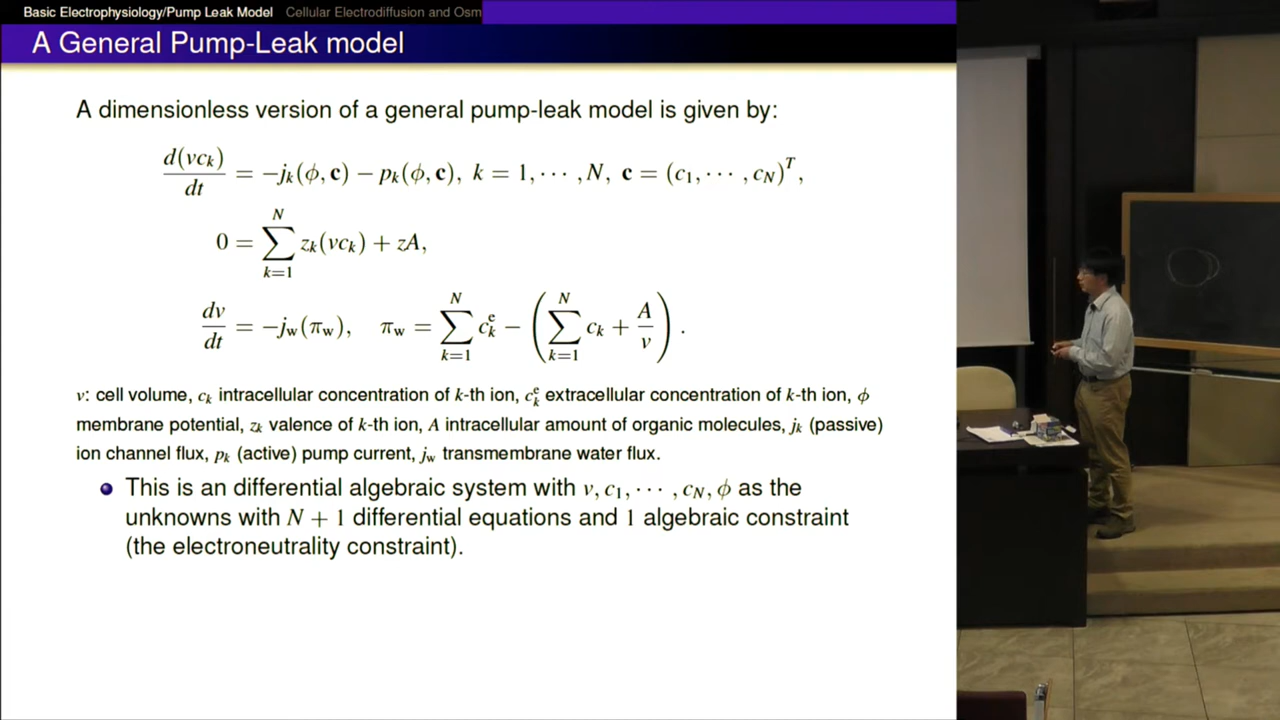 Basic Electrophysiology/Pump Leak Model Cellular Electrodiffusion and Osm
A General Pump-Leak model
A dimensionless version of a general pump-leak model is given by:
d(vc_k)/dt = −j_k(ϕ, c) − p_k(ϕ, c), k = 1, ⋯ , N, c = (c_1, ⋯ , c_N)^T,
0 = ∑_{k=1}^{N} z_k(vc_k) + zA,
dv/dt = −j_w(π_w), π_w = ∑_{k=1}^{N} c_k^e − (∑_{k=1}^{N} c_k + A/v).
v: cell volume, c_k intracellular concentration of k-th ion, c_k^e extracellular concentration of k-th ion, ϕ
membrane potential, z_k valence of k-th ion, A intracellular amount of organic molecules, j_k (passive)
ion channel flux, p_k (active) pump current, j_w transmembrane water flux.
This is an differential algebraic system with v, c_1, ⋯ , c_N, ϕ as the
unknowns with N + 1 differential equations and 1 algebraic constraint
(the electroneutrality constraint).